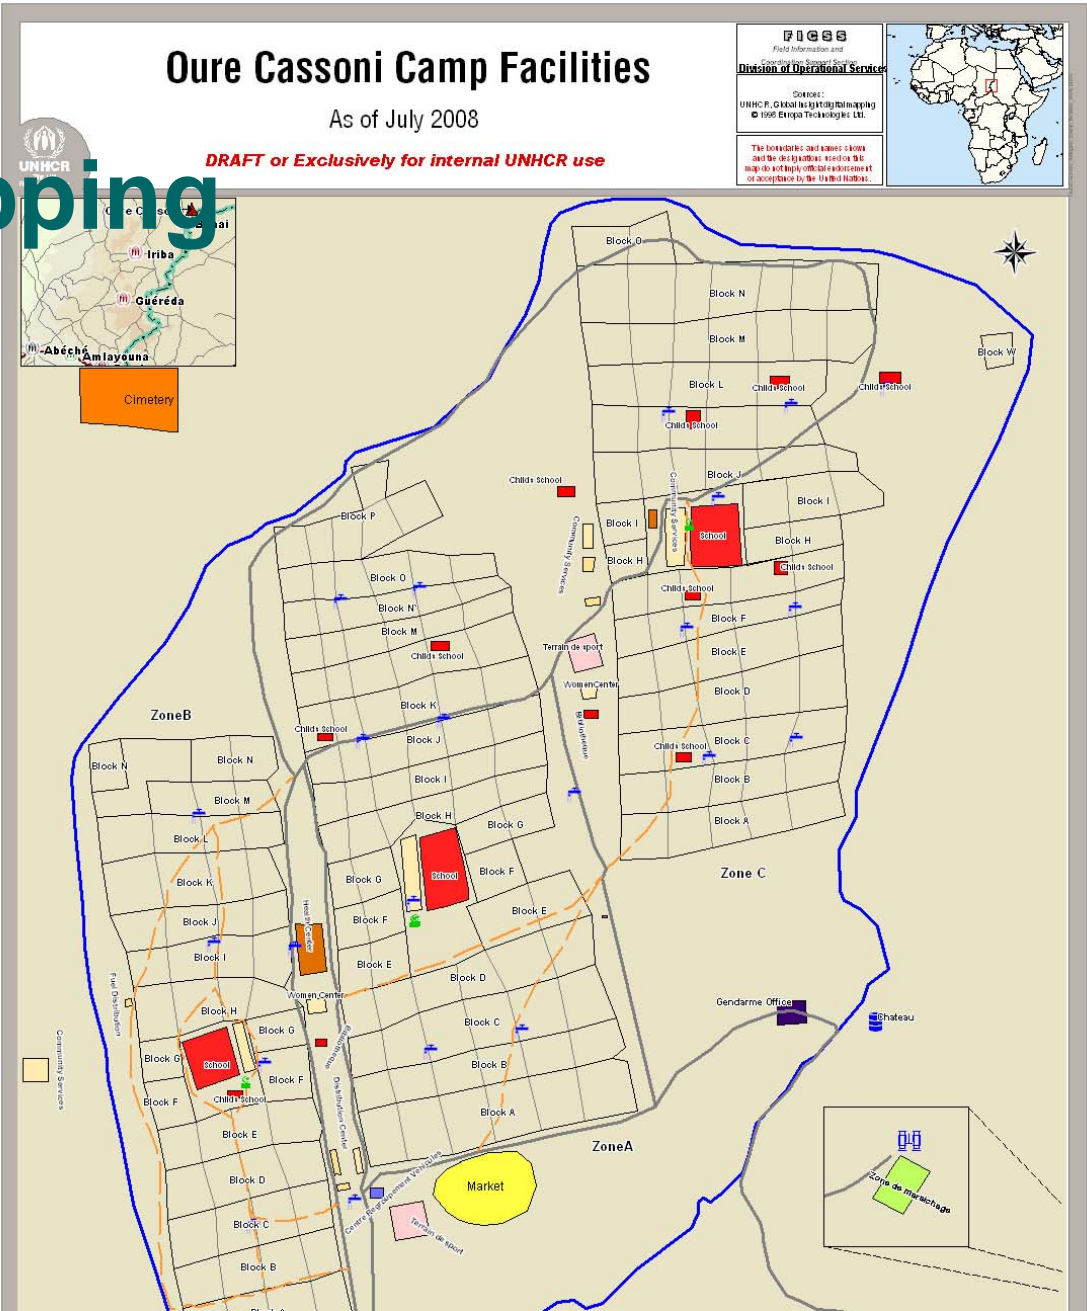 Oure Cassoni Camp Facilities
As of July 2008
DRAFT or Exclusively for internal UNHCR use
UNHCR
FICSS
Field Information and
Coordination Support Section
Division of Operational Services
Sources:
UNHCR, Global Insight digital mapping
© 1998 Europa Technologies Ltd.
The boundaries and names shown
and the designations used on this
map do not imply official endorsement
or acceptance by the United Nations.
pping
Iriba
Guéréda
Abéché
Amlayouna
Cimetery
Block O
Block N
Block M
Block W
Block L
Childs School
Childs School
Childs School
Block J
Childs School
Community Services
Block I
Block P
Block I
Community Services
School
Block H
Block H
Childs School
Block O
Childs School
Block N'
Block F
Block M
Terrain de sport
Block E
Childs School
Women Center
Block D
Block K
ZoneB
Bibliotheque
Childs School
Block J
Block C
Childs School
Block N
Block N
Block I
Block B
Block M
Block H
Block G
Block A
Block L
School
Block F
Zone C
Block K
Block G
Block E
Block J
Block F
Health Center
Block I
Block E
Block D
Fuel Distribution
Women Center
Gendarme Office
Chateau
Block H
Block G
Block C
Bibliotheque
Community Services
Block G
School
Block B
Block F
Childs School
Block F
Distribution Center
Block A
Block E
ZoneA
Block D
Market
Centre Regroupement Vehicules
Zone de maraichage
Block C
Terrain de sport
Block B